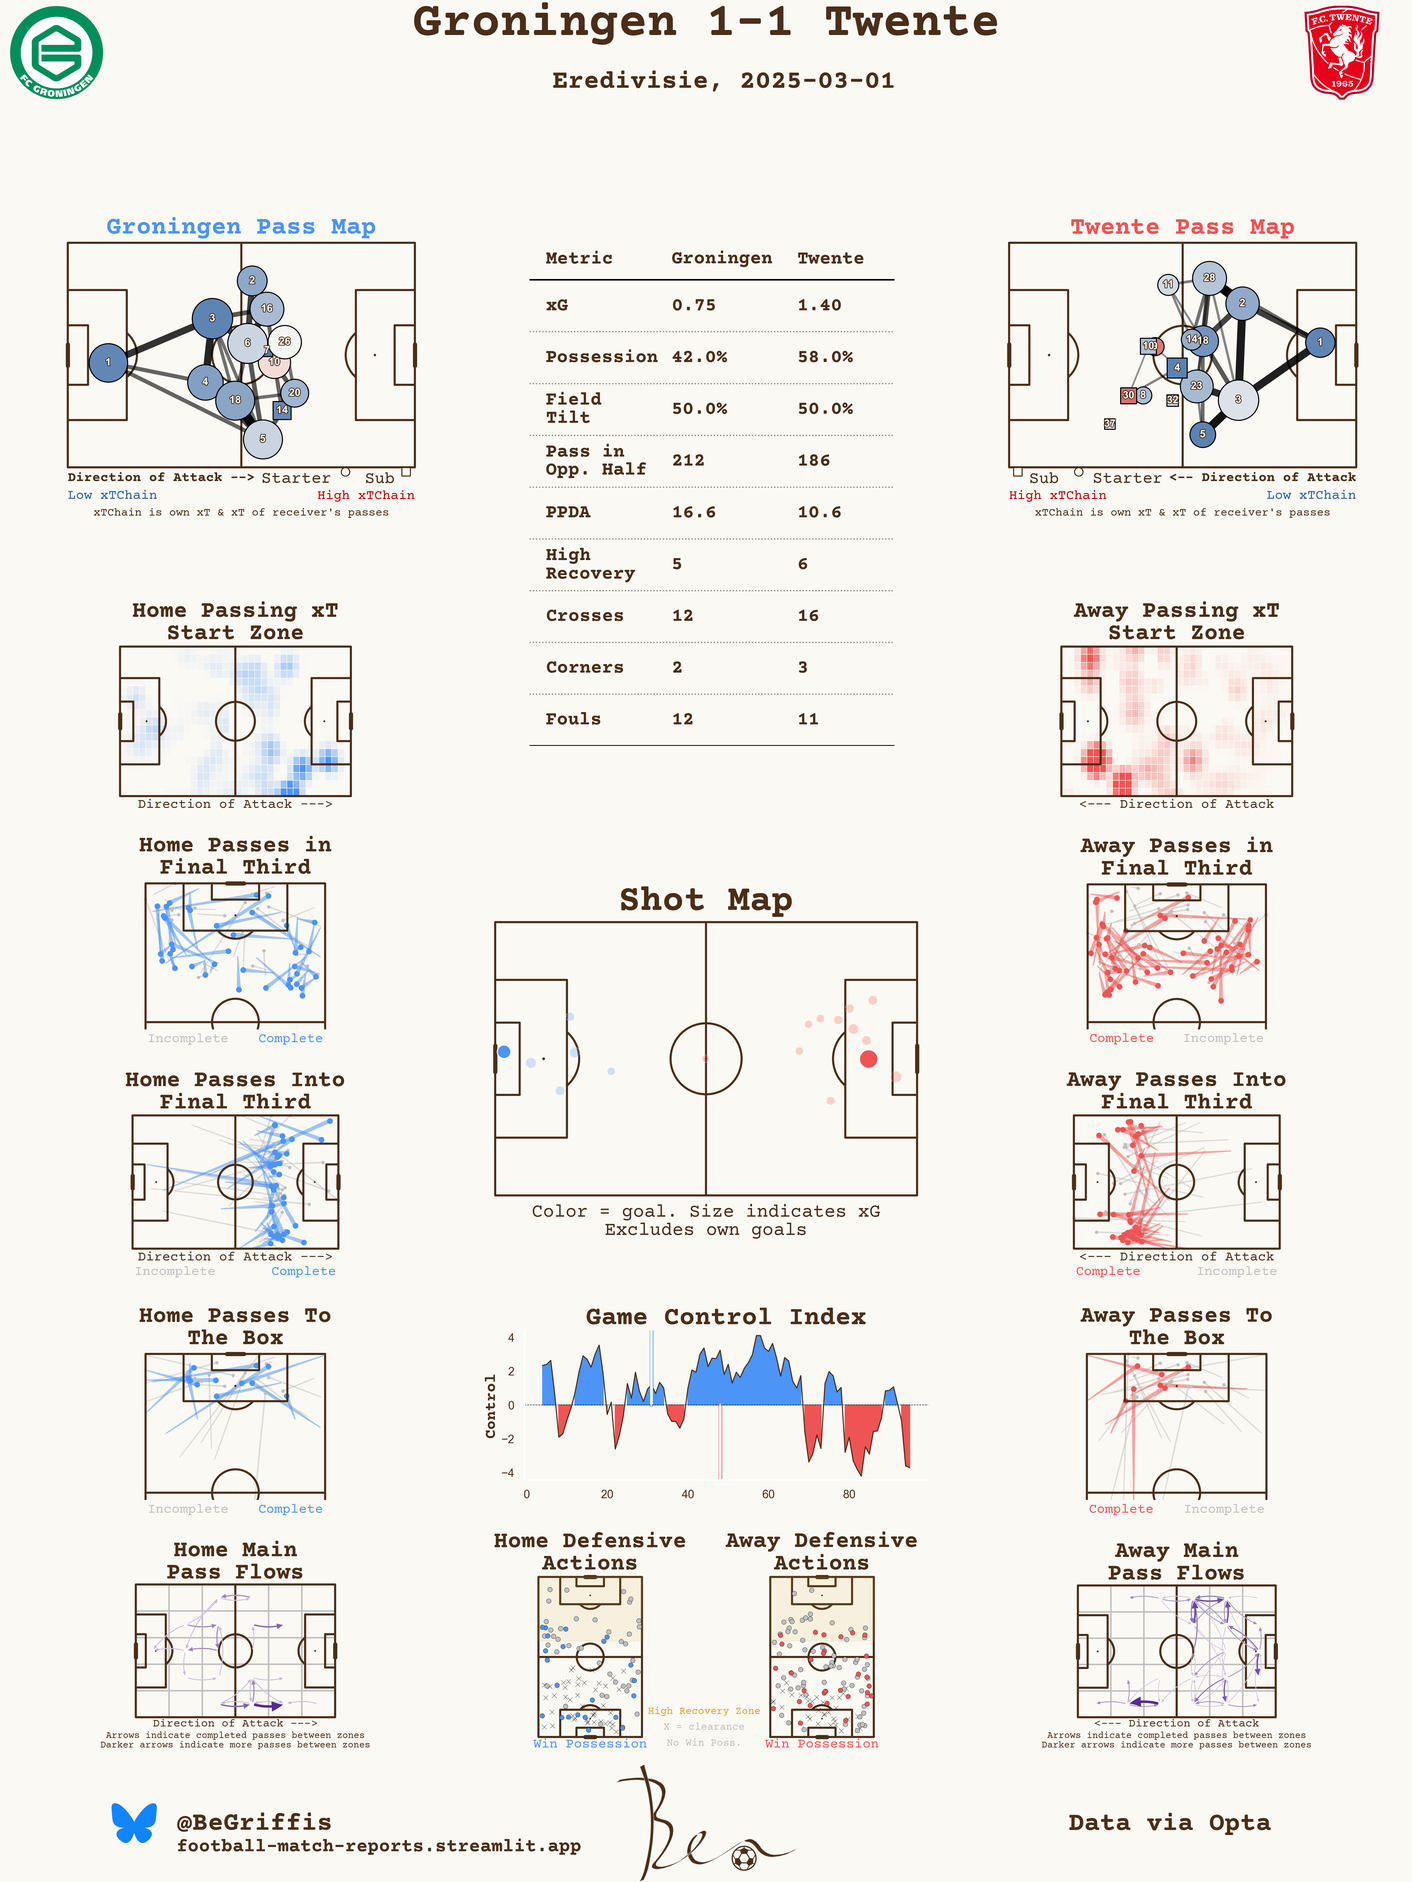 Groningen 1-1 Twente
Eredivisie, 2025-03-01
FC GRONINGEN
F.C. TWENTE
1965
Groningen Pass Map
1
3
2
16
6
7
26
10
4
18
20
14
5
Direction of Attack --> Starter Sub
Low xTChain High xTChain
xTChain is own xT & xT of receiver's passes
Metric Groningen Twente
xG 0.75 1.40
Possession 42.0% 58.0%
Field
Tilt 50.0% 50.0%
Pass in
Opp. Half 212 186
PPDA 16.6 10.6
High
Recovery 5 6
Crosses 12 16
Corners 2 3
Fouls 12 11
Twente Pass Map
11
28
2
10
14
18
1
4
23
30
8
32
3
37
5
Sub Starter <-- Direction of Attack
High xTChain Low xTChain
xTChain is own xT & xT of receiver's passes
Home Passing xT
Start Zone
Direction of Attack --->
Away Passing xT
Start Zone
<--- Direction of Attack
Home Passes in
Final Third
Incomplete Complete
Away Passes in
Final Third
Complete Incomplete
Shot Map
Color = goal. Size indicates xG
Excludes own goals
Home Passes Into
Final Third
Direction of Attack --->
Incomplete Complete
Away Passes Into
Final Third
<--- Direction of Attack
Complete Incomplete
Home Passes To
The Box
Incomplete Complete
Game Control Index
Control
4
2
0
−2
−4
0 20 40 60 80
Away Passes To
The Box
Complete Incomplete
Home Main
Pass Flows
Direction of Attack --->
Arrows indicate completed passes between zones
Darker arrows indicate more passes between zones
Home Defensive
Actions
Win Possession
Away Defensive
Actions
Win Possession
High Recovery Zone
X = clearance
No Win Poss.
Away Main
Pass Flows
<--- Direction of Attack
Arrows indicate completed passes between zones
Darker arrows indicate more passes between zones
@BeGriffis
football-match-reports.streamlit.app
Ben
Data via Opta